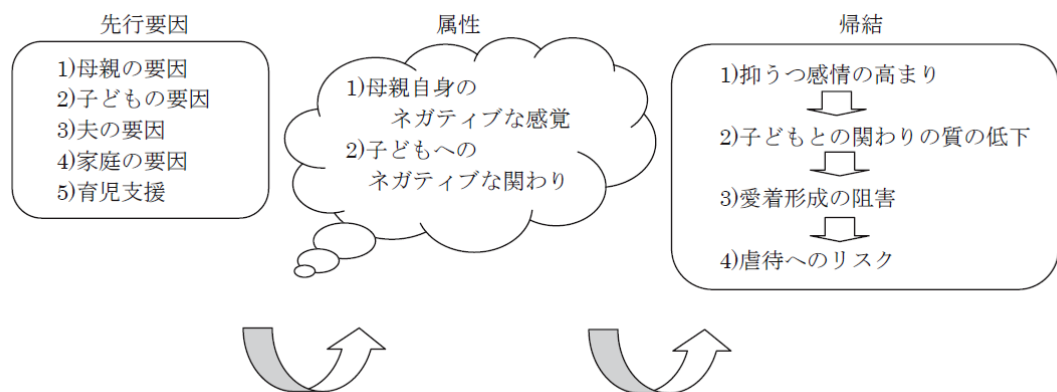 先行要因
1)母親の要因
2)子どもの要因
3)夫の要因
4)家庭の要因
5)育児支援
属性
1)母親自身の
ネガティブな感覚
2)子どもへの
ネガティブな関わり
帰結
1)抑うつ感情の高まり
2)子どもとの関わりの質の低下
3)愛着形成の阻害
4)虐待へのリスク